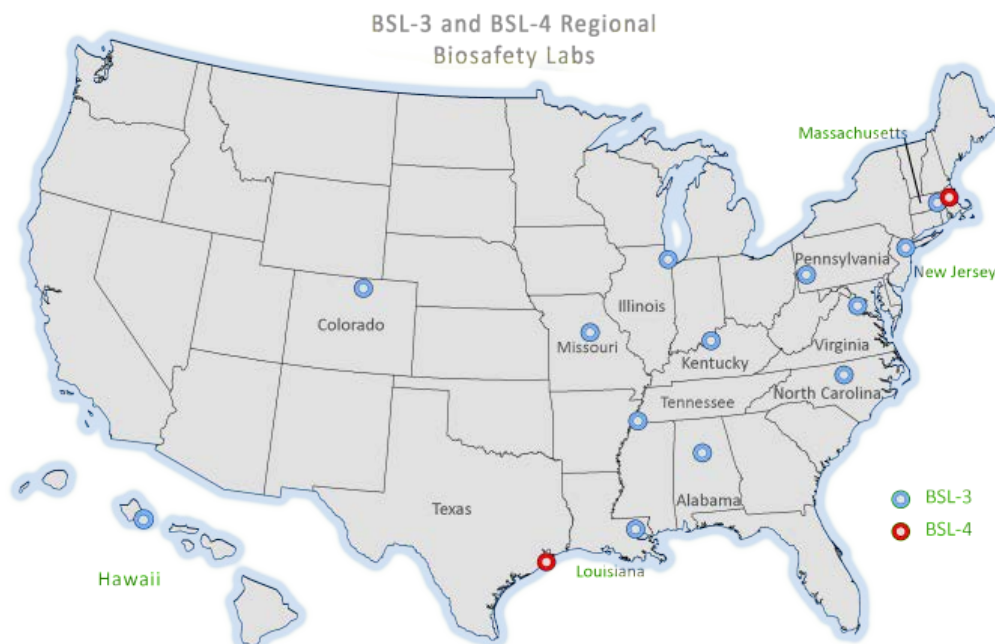 BSL-3 and BSL-4 Regional
Biosafety Labs
Massachusetts
Pennsylvania
New Jersey
Illinois
Colorado
Missouri
Virginia
Kentucky
North Carolina
Tennessee
Alabama
Texas
BSL-3
BSL-4
Louisiana
Hawaii